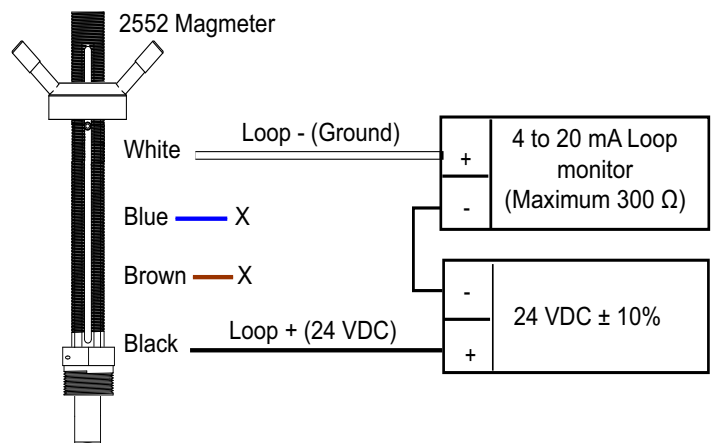 2552 Magmeter
White
Loop - (Ground)
+
-
4 to 20 mA Loop
monitor
(Maximum 300 Ω)
Blue X
Brown X
Black
Loop + (24 VDC)
-
+
24 VDC ± 10%